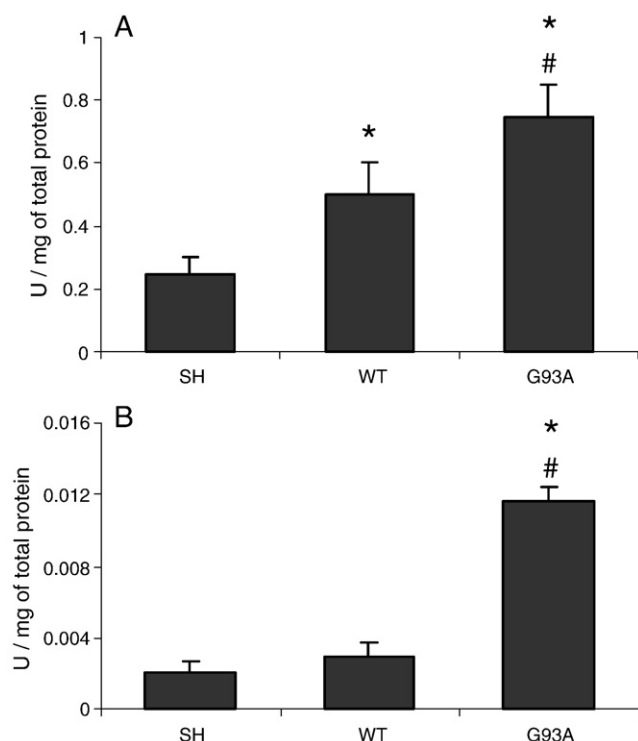 A
U / mg of total protein
1
0.8
0.6
0.4
0.2
0
*
*
#
SH WT G93A
B
U / mg of total protein
0.016
0.012
0.008
0.004
0
*
#
SH WT G93A